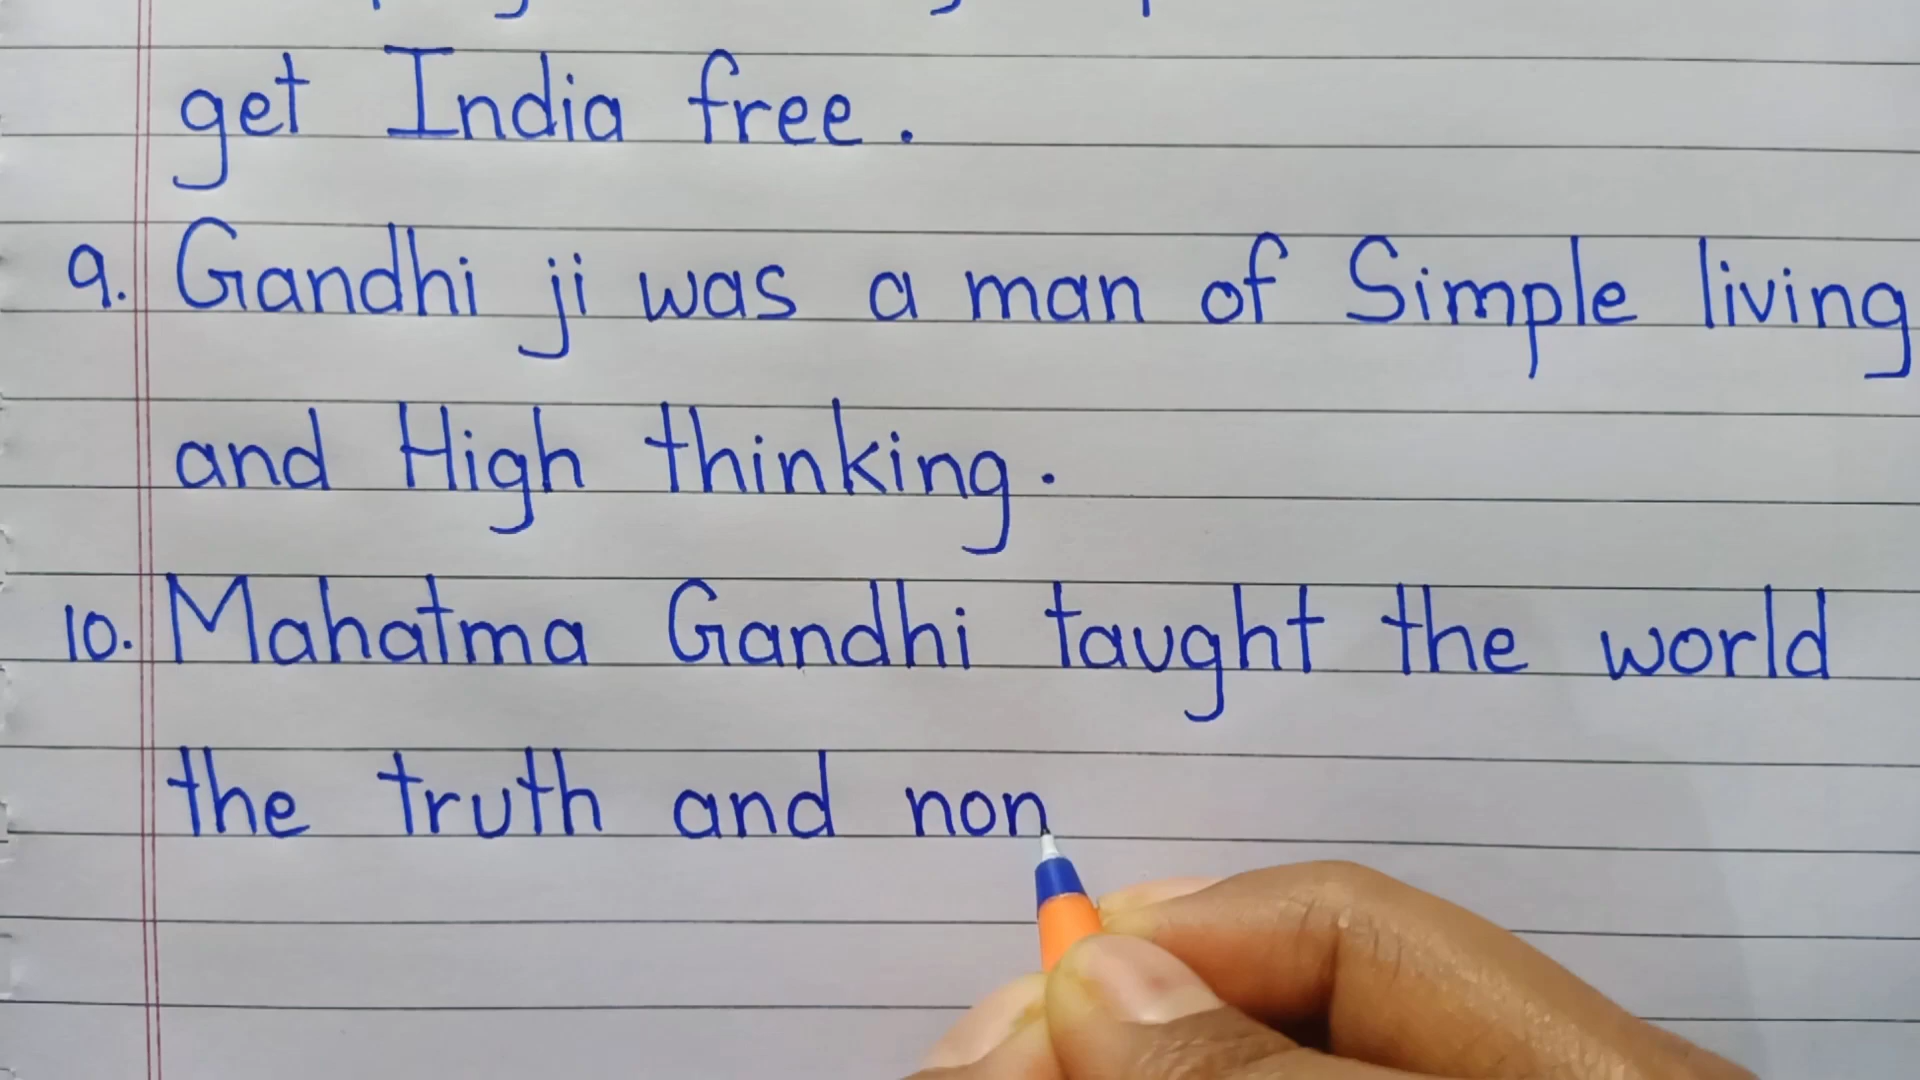 get India free.
9. Gandhi ji was a man of Simple living
and High thinking.
10. Mahatma Gandhi taught the world
the truth and non